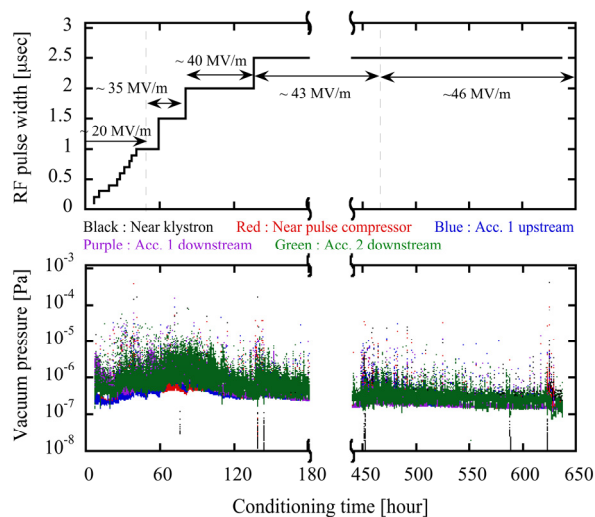 RF pulse width [μsec]
3
2.5
2
1.5
1
0.5
0
~ 40 MV/m
~ 35 MV/m
~ 43 MV/m
~ 46 MV/m
~ 20 MV/m
Black : Near klystron Red : Near pulse compressor Blue : Acc. 1 upstream
Purple : Acc. 1 downstream Green : Acc. 2 downstream
Vacuum pressure [Pa]
10⁻³
10⁻⁴
10⁻⁵
10⁻⁶
10⁻⁷
10⁻⁸
0 60 120 180 450 500 550 600 650
Conditioning time [hour]